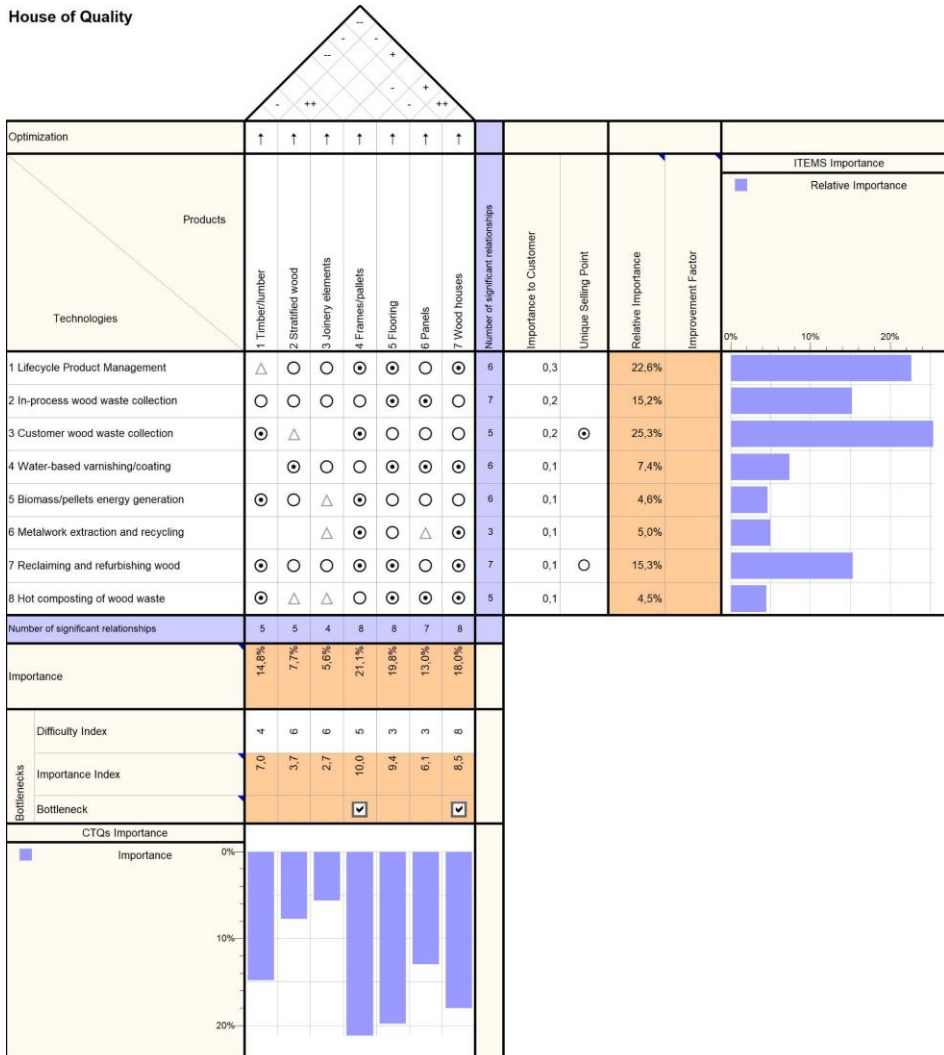 House of Quality
--
- -
-- +
- +
- ++ - ++
Optimization ↑ ↑ ↑ ↑ ↑ ↑ ↑
Products
Technologies
1 Timber/lumber
2 Stratified wood
3 Joinery elements
4 Frames/pallets
5 Flooring
6 Panels
7 Wood houses
Number of significant relationships
Importance to Customer
Unique Selling Point
Relative Importance
Improvement Factor
ITEMS Importance
Relative Importance
0% 10% 20%
1 Lifecycle Product Management 6 0,3 22,6%
2 In-process wood waste collection 7 0,2 15,2%
3 Customer wood waste collection 5 0,2 25,3%
4 Water-based varnishing/coating 6 0,1 7,4%
5 Biomass/pellets energy generation 6 0,1 4,6%
6 Metalwork extraction and recycling 3 0,1 5,0%
7 Reclaiming and refurbishing wood 7 0,1 15,3%
8 Hot composting of wood waste 5 0,1 4,5%
Number of significant relationships 5 5 4 8 8 7 8
Importance 14,8% 7,7% 5,6% 21,1% 19,8% 13,0% 18,0%
Bottlenecks
Difficulty Index 4 6 6 5 3 3 8
Importance Index 7,0 3,7 2,7 10,0 9,4 6,1 8,5
Bottleneck
CTQs Importance
Importance
0%
10%
20%